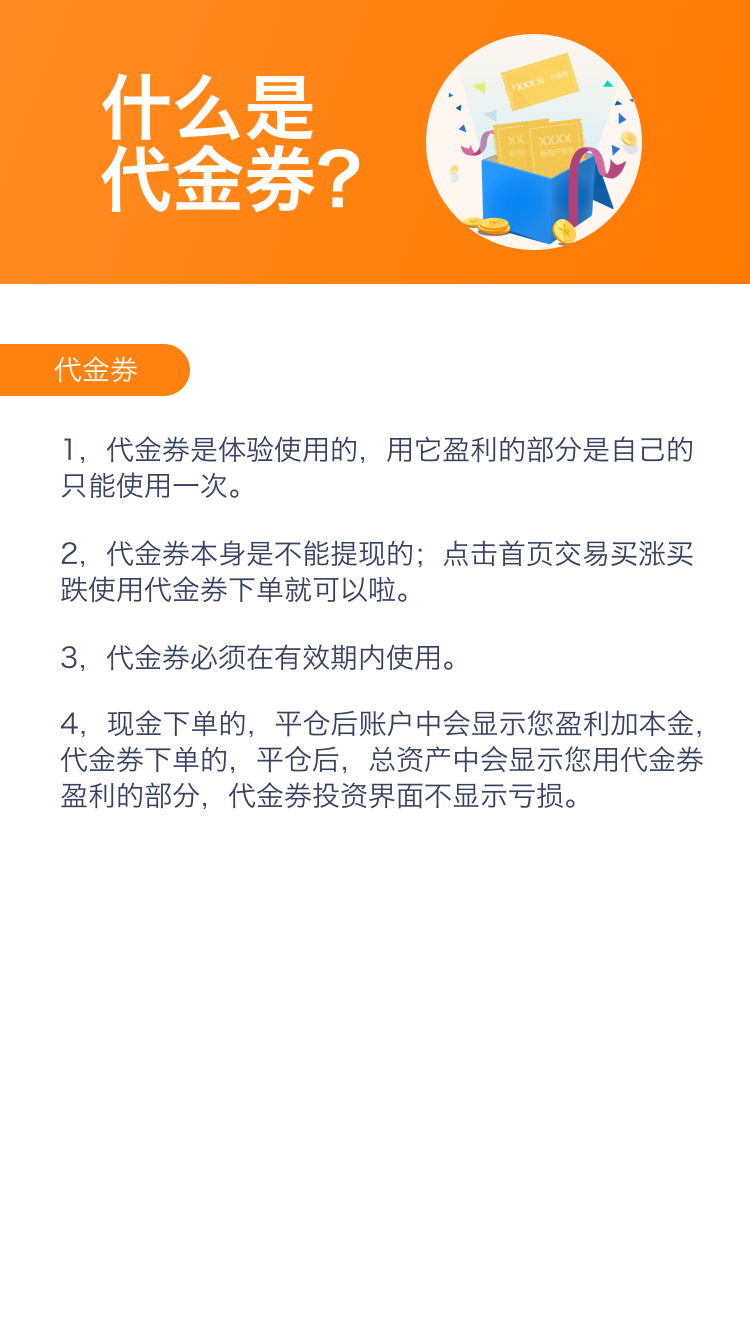 什么是
代金券?
¥XXX 元 代金券
XX
XXXX
代金券
1，代金券是体验使用的，用它盈利的部分是自己的
只能使用一次。
2，代金券本身是不能提现的；点击首页交易买涨买
跌使用代金券下单就可以啦。
3，代金券必须在有效期内使用。
4，现金下单的，平仓后账户中会显示您盈利加本金，
代金券下单的，平仓后，总资产中会显示您用代金券
盈利的部分，代金券投资界面不显示亏损。